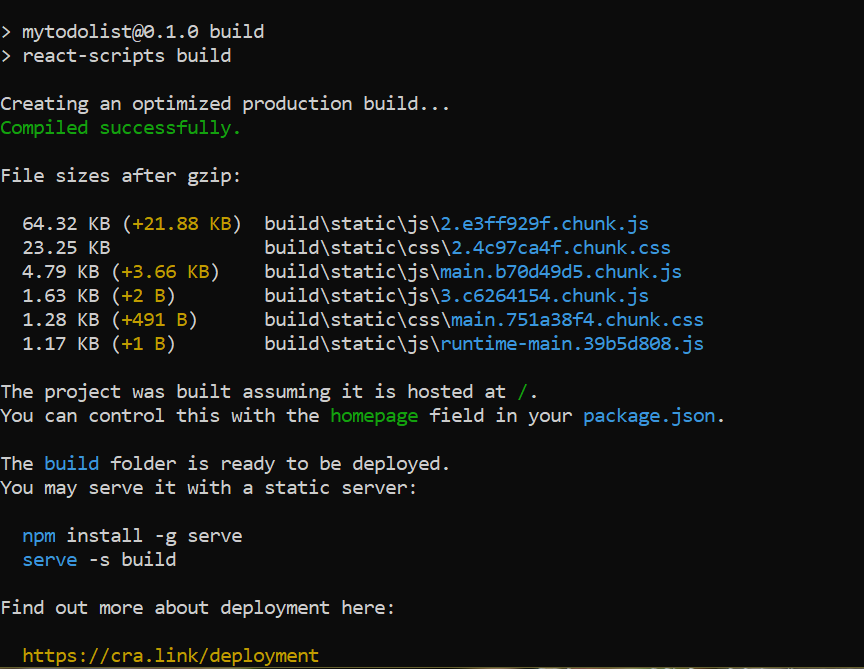 > mytodolist@0.1.0 build
> react-scripts build
Creating an optimized production build...
Compiled successfully.
File sizes after gzip:
64.32 KB (+21.88 KB)  build\static\js\2.e3ff929f.chunk.js
23.25 KB              build\static\css\2.4c97ca4f.chunk.css
4.79 KB (+3.66 KB)    build\static\js\main.b70d49d5.chunk.js
1.63 KB (+2 B)        build\static\js\3.c6264154.chunk.js
1.28 KB (+491 B)      build\static\css\main.751a38f4.chunk.css
1.17 KB (+1 B)        build\static\js\runtime-main.39b5d808.js
The project was built assuming it is hosted at /.
You can control this with the homepage field in your package.json.
The build folder is ready to be deployed.
You may serve it with a static server:
npm install -g serve
serve -s build
Find out more about deployment here:
https://cra.link/deployment